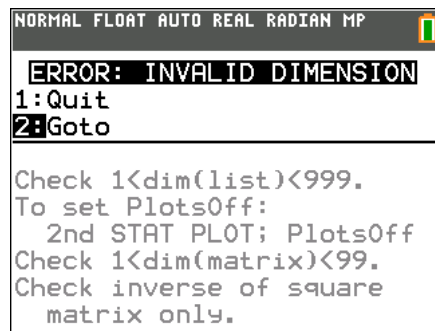 NORMAL FLOAT AUTO REAL RADIAN MP
ERROR: INVALID DIMENSION
1:Quit
2:Goto
Check 1<dim(list)<999.
To set PlotsOff:
2nd STAT PLOT; PlotsOff
Check 1<dim(matrix)<99.
Check inverse of square
matrix only.